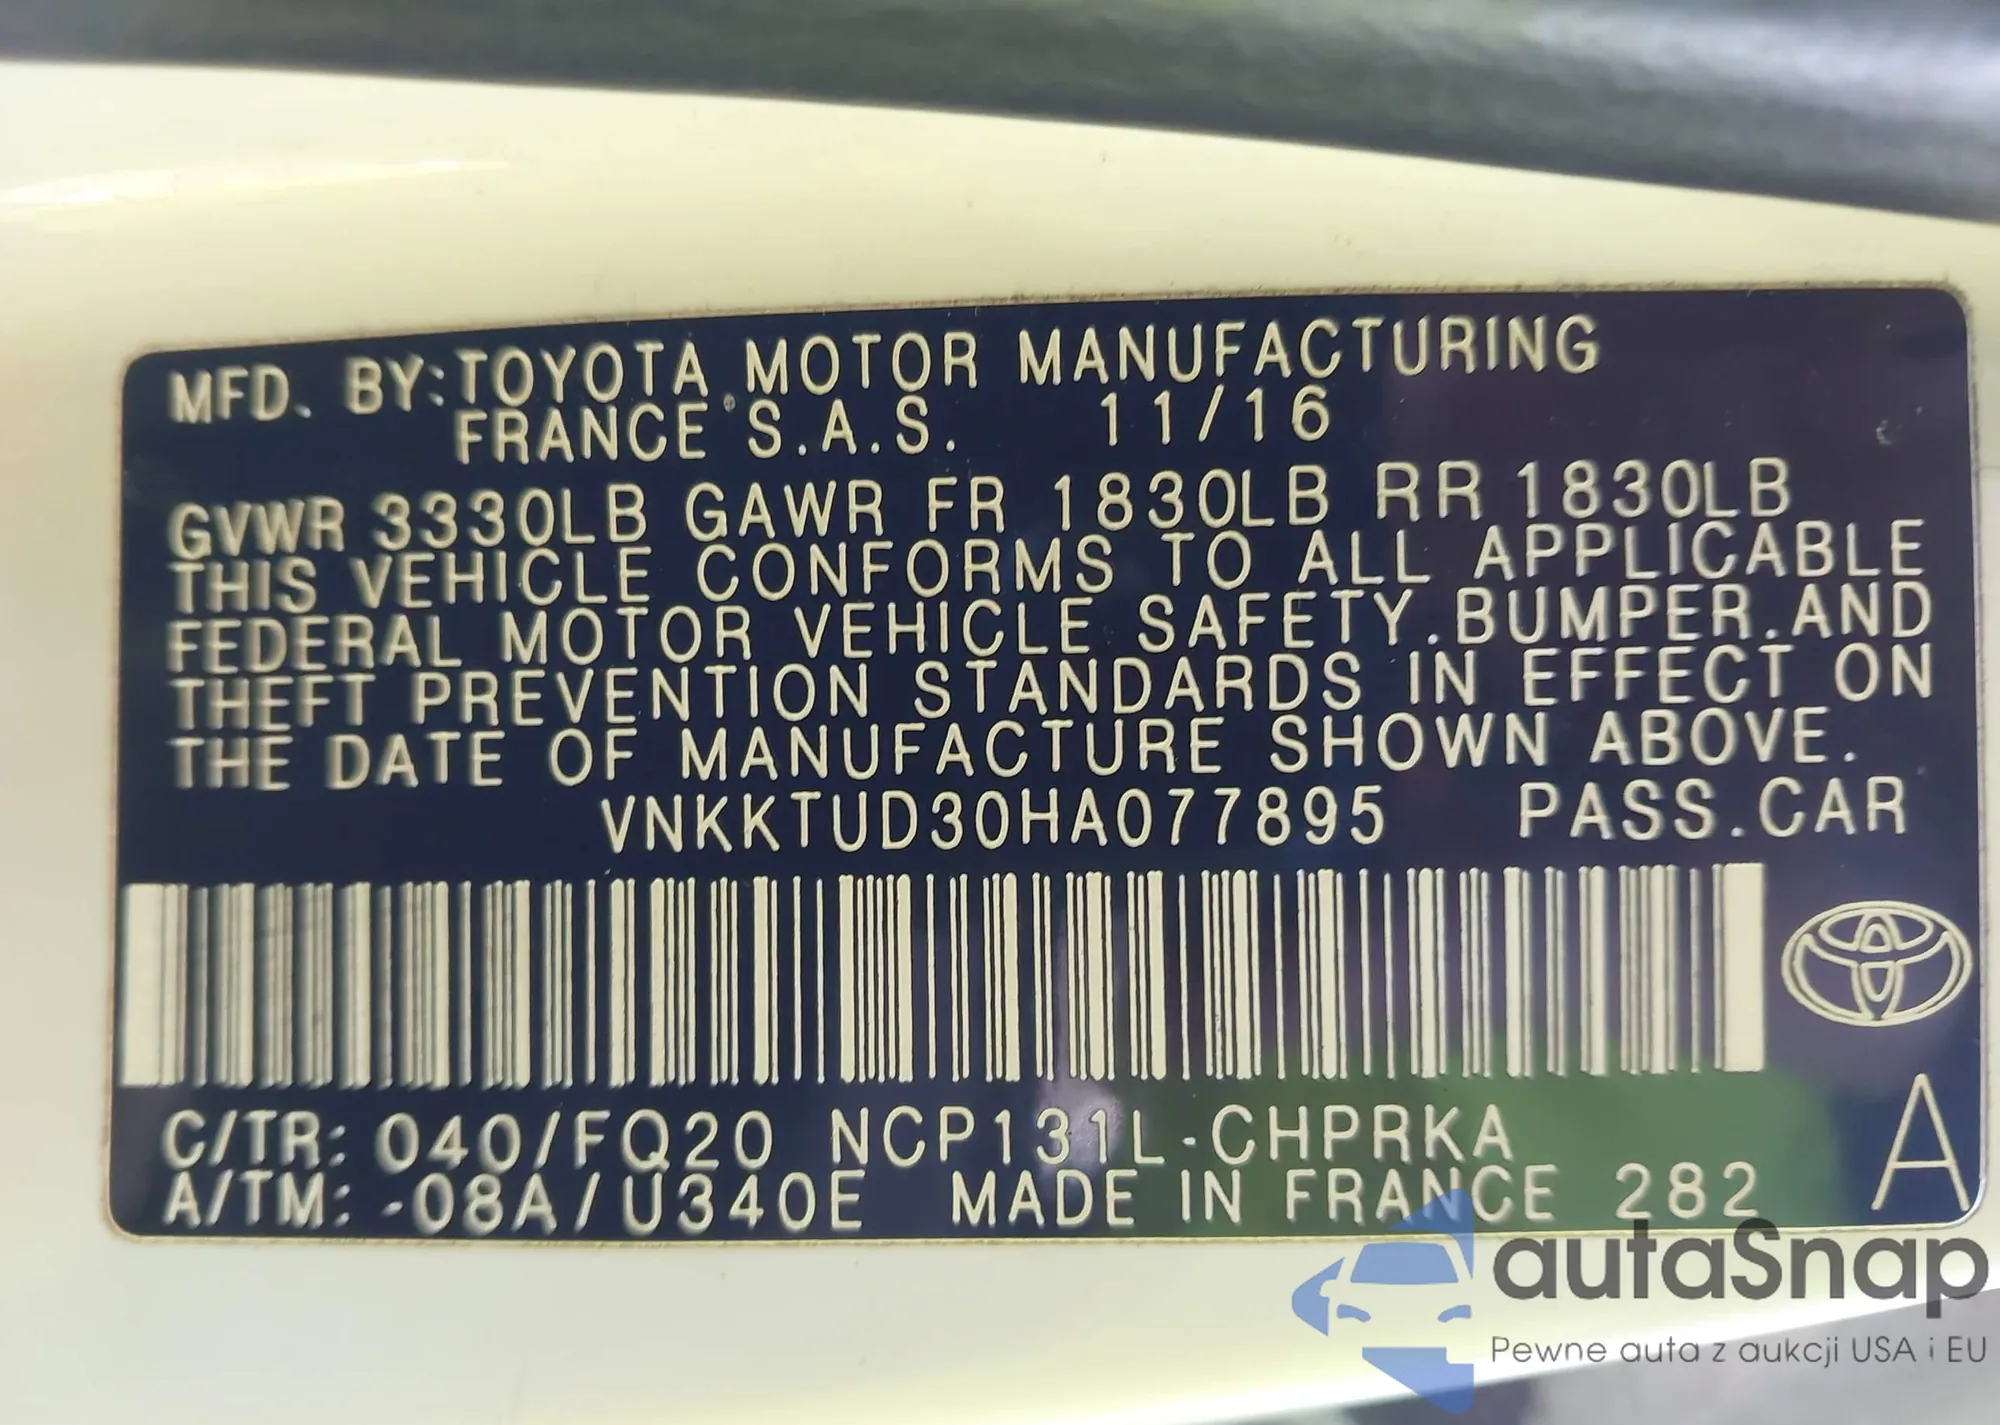 MFD. BY:TOYOTA MOTOR MANUFACTURING
FRANCE S.A.S. 11/16
GVWR 3330LB GAWR FR 1830LB RR 1830LB
THIS VEHICLE CONFORMS TO ALL APPLICABLE
FEDERAL MOTOR VEHICLE SAFETY.BUMPER.AND
THEFT PREVENTION STANDARDS IN EFFECT ON
THE DATE OF MANUFACTURE SHOWN ABOVE.
VNKKTUD30HA077895 PASS.CAR
C/TR: 040/FQ20 NCP131L-CHPRKA
A/TM: -08A/U340E MADE IN FRANCE 282
A
autaSnap
Pewne auta z aukcji USA i EU